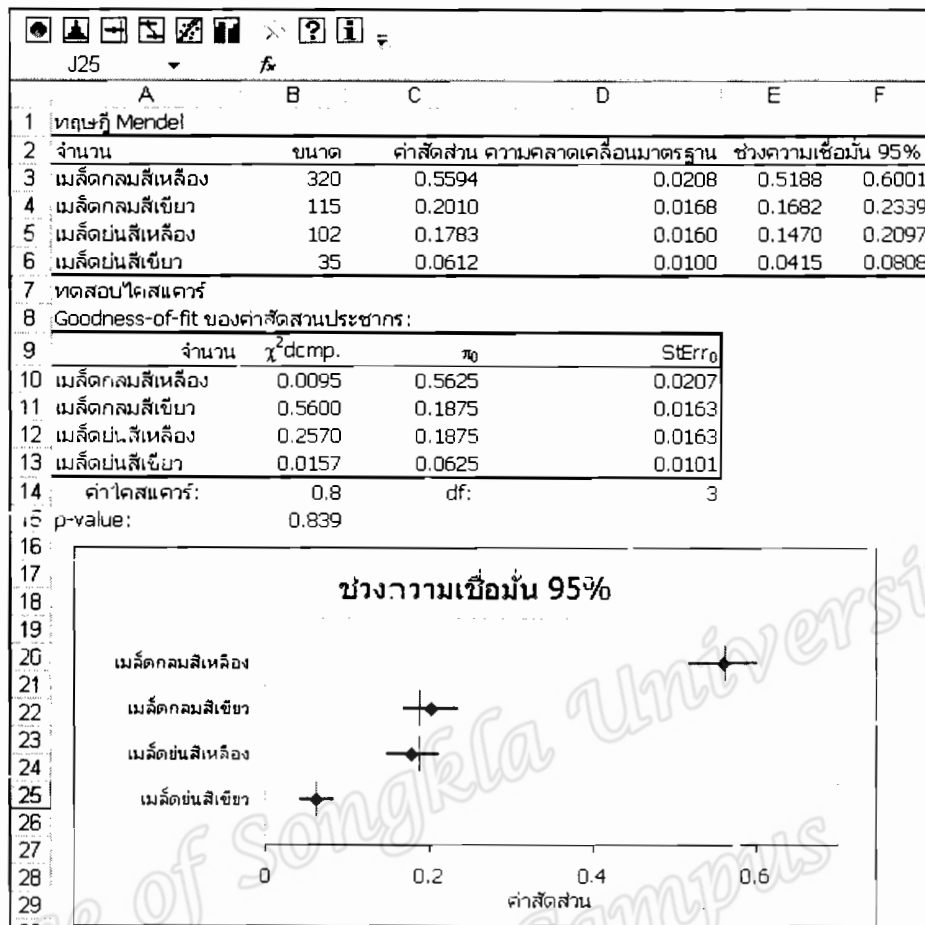 J25 fx
A B C D E F
1 ทฤษฎี Mendel
2 จำนวน ขนาด ค่าสัดส่วน ความคลาดเคลื่อนมาตรฐาน ช่วงความเชื่อมั่น 95%
3 เมล็ดกลมสีเหลือง 320 0.5594 0.0208 0.5188 0.6001
4 เมล็ดกลมสีเขียว 115 0.2010 0.0168 0.1682 0.2339
5 เมล็ดย่นสีเหลือง 102 0.1783 0.0160 0.1470 0.2097
6 เมล็ดย่นสีเขียว 35 0.0612 0.0100 0.0415 0.0808
7 ทดสอบไคสแควร์
8 Goodness-of-fit ของค่าสัดสวนประชากร:
9 จำนวน χ²dcmp. π₀ StErr₀
10 เมล็ดกลมสีเหลือง 0.0095 0.5625 0.0207
11 เมล็ดกลมสีเขียว 0.5600 0.1875 0.0163
12 เมล็ดย่นสีเหลือง 0.2570 0.1875 0.0163
13 เมล็ดย่นสีเขียว 0.0157 0.0625 0.0101
14 ค่าไคสแควร์: 0.8 df: 3
15 p-value: 0.839
16
17 ช่วงความเชื่อมั่น 95%
18
19
20 เมล็ดกลมสีเหลือง
21
22 เมล็ดกลมสีเขียว
23
24 เมล็ดย่นสีเหลือง
25 เมล็ดย่นสีเขียว
26
27
28 0 0.2 0.4 0.6
29 ค่าสัดส่วน
of Songkla Universi
Campus